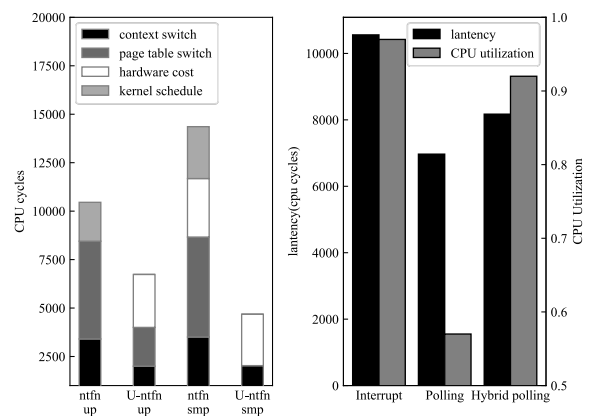 20000
17500
15000
12500
10000
7500
5000
2500
CPU cycles
context switch
page table switch
hardware cost
kernel schedule
ntfn
up
U-ntfn
up
ntfn
smp
U-ntfn
smp
10000
8000
6000
4000
2000
0
lantency(cpu cycles)
lantency
CPU utilization
Interrupt
Polling
Hybrid polling
1.0
0.9
0.8
0.7
0.6
0.5
CPU Utilization